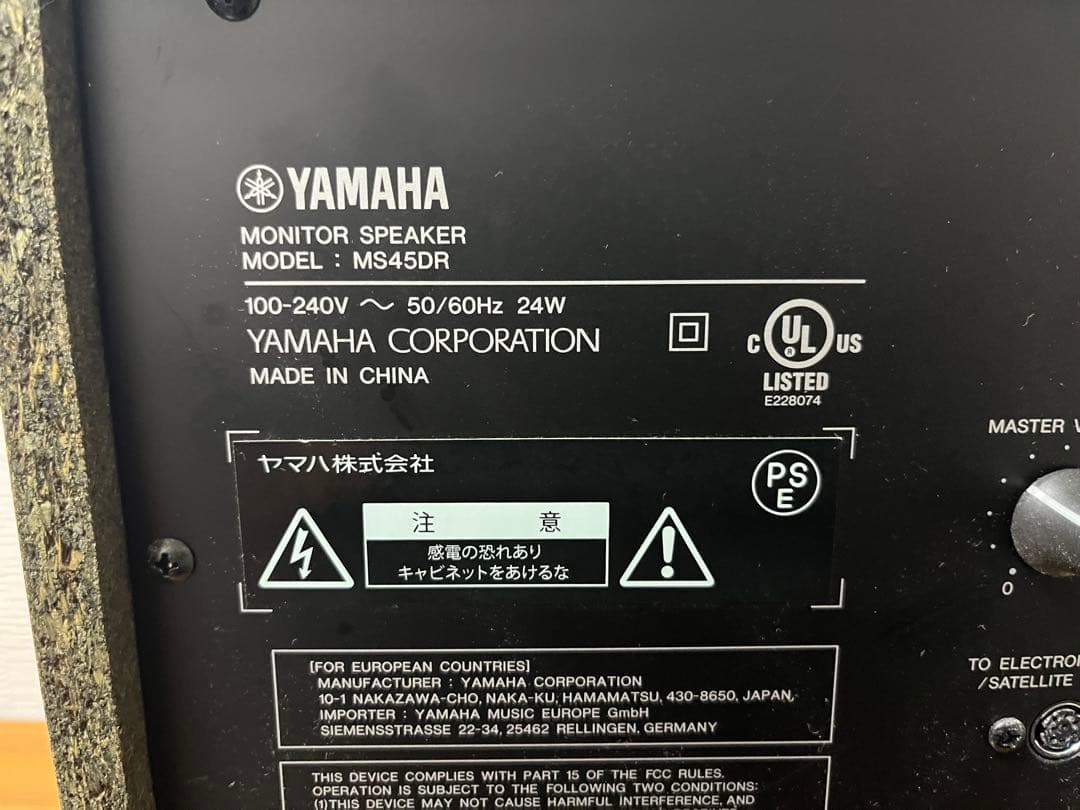 YAMAHA
MONITOR SPEAKER
MODEL : MS45DR
100-240V ～ 50/60Hz 24W
YAMAHA CORPORATION
MADE IN CHINA
C UL US
®
LISTED
E228074
MASTER
0
ヤマハ株式会社
PS
E
注 意
感電の恐れあり
キャビネットをあけるな
[FOR EUROPEAN COUNTRIES]
MANUFACTURER : YAMAHA CORPORATION
10-1 NAKAZAWA-CHO, NAKA-KU, HAMAMATSU, 430-8650, JAPAN,
IMPORTER : YAMAHA MUSIC EUROPE GmbH
SIEMENSSTRASSE 22-34, 25462 RELLINGEN, GERMANY
TO
/SATELLITE
THIS DEVICE COMPLIES WITH PART 15 OF THE FCC RULES.
OPERATION IS SUBJECT TO THE FOLLOWING TWO CONDITIONS:
(1)THIS DEVICE MAY NOT CAUSE HARMFUL INTERFERENCE, AND